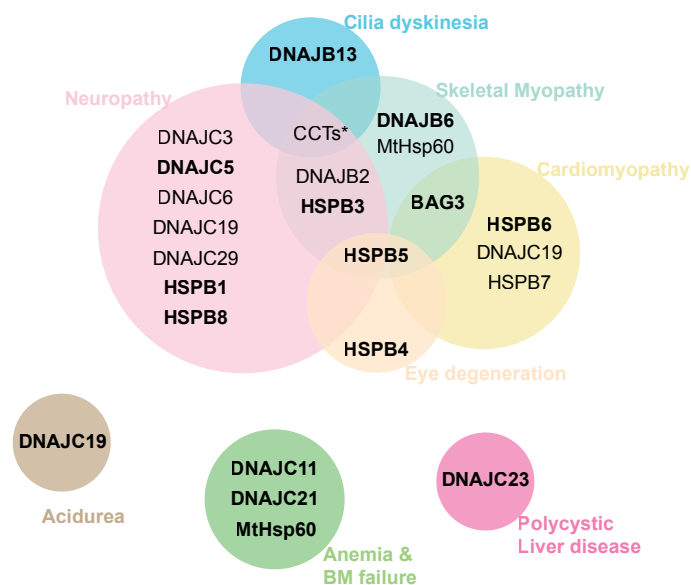 Cilia dyskinesia
DNAJB13
Neuropathy
Skeletal Myopathy
DNAJC3
DNAJC5
DNAJC6
DNAJC19
DNAJC29
HSPB1
HSPB8
CCTs*
DNAJB2
HSPB3
DNAJB6
MtHsp60
Cardiomyopathy
BAG3
HSPB6
DNAJC19
HSPB7
HSPB5
HSPB4
Eye degeneration
DNAJC19
Acidurea
DNAJC11
DNAJC21
MtHsp60
Anemia &
BM failure
DNAJC23
Polycystic
Liver disease